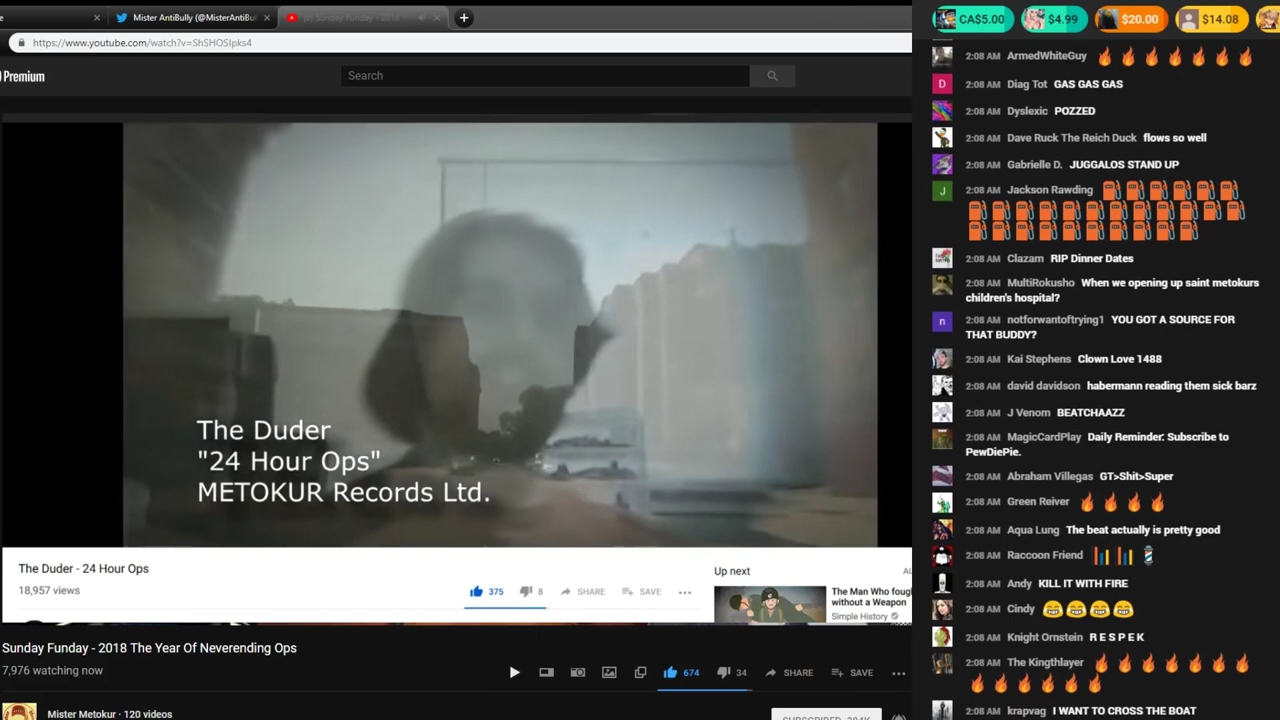 Mister AntiBully (@MisterAntiBul
(9) Sunday Funday - 2018 -
https://www.youtube.com/watch?v=ShSHOSIpks4
Premium
Search
The Duder
"24 Hour Ops"
METOKUR Records Ltd.
The Duder - 24 Hour Ops
18,957 views
375
8
SHARE
SAVE
Up next
The Man Who foug
without a Weapon
Simple History
Sunday Funday - 2018 The Year Of Neverending Ops
7,976 watching now
674
34
SHARE
SAVE
Mister Metokur · 120 videos
CA$5.00
$4.99
$20.00
$14.08
2:08 AM ArmedWhiteGuy 🔥🔥🔥🔥🔥🔥🔥
D 2:08 AM Diag Tot GAS GAS GAS
2:08 AM Dyslexic POZZED
2:08 AM Dave Ruck The Reich Duck flows so well
2:08 AM Gabrielle D. JUGGALOS STAND UP
J 2:08 AM Jackson Rawding
2:08 AM Clazam RIP Dinner Dates
2:08 AM MultiRokusho When we opening up saint metokurs
children's hospital?
n 2:08 AM notforwantoftrying1 YOU GOT A SOURCE FOR
THAT BUDDY?
2:08 AM Kai Stephens Clown Love 1488
2:08 AM david davidson habermann reading them sick barz
2:08 AM J Venom BEATCHAAZZ
2:08 AM MagicCardPlay Daily Reminder: Subscribe to
PewDiePie.
2:08 AM Abraham Villegas GT>Shit>Super
2:08 AM Green Reiver 🔥🔥🔥🔥
2:08 AM Aqua Lung The beat actually is pretty good
2:08 AM Raccoon Friend 📊📊💈
2:08 AM Andy KILL IT WITH FIRE
2:08 AM Cindy 😂😂😂😂
2:08 AM Knight Ornstein R E S P E K
2:08 AM The Kingthlayer 🔥🔥🔥🔥🔥🔥🔥
🔥🔥🔥🔥🔥🔥
2:08 AM krapvag I WANT TO CROSS THE BOAT